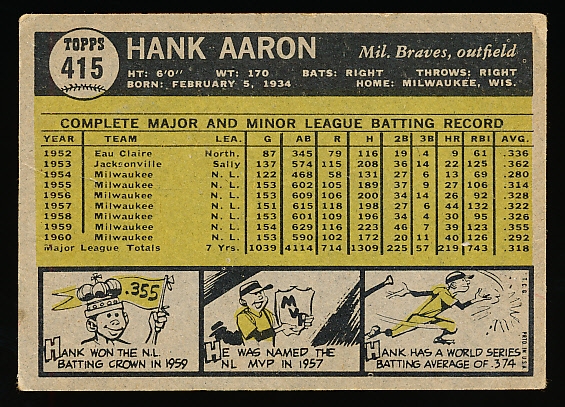 TOPPS
415
HANK AARON Mil. Braves, outfield
HT: 6'0" WT: 170 BATS: RIGHT THROWS: RIGHT
BORN: FEBRUARY 5, 1934 HOME: MILWAUKEE, WIS.
COMPLETE MAJOR AND MINOR LEAGUE BATTING RECORD
YEAR TEAM LEA. G AB R H 2B 3B HR RBI AVG.
1952 Eau Claire North. 87 345 79 116 19 4 9 61 .336
1953 Jacksonville Sally 137 574 115 208 36 14 22 125 .362
1954 Milwaukee N. L. 122 468 58 131 27 6 13 69 .280
1955 Milwaukee N. L. 153 602 105 189 37 9 27 106 .314
1956 Milwaukee N. L. 153 609 106 200 34 14 26 92 .328
1957 Milwaukee N. L. 151 615 118 198 27 6 44 132 .322
1958 Milwaukee N. L. 153 601 109 196 34 4 30 95 .326
1959 Milwaukee N. L. 154 629 116 223 46 7 39 123 .355
1960 Milwaukee N. L. 153 590 102 172 20 11 40 126 .292
Major League Totals 7 Yrs. 1039 4114 714 1309 225 57 219 743 .318
.355
HANK WON THE N.L.
BATTING CROWN IN 1959
MVP
HE WAS NAMED THE
NL MVP IN 1957
HANK HAS A WORLD SERIES
BATTING AVERAGE OF .374
T.C.G. PRTD. IN U.S.A.